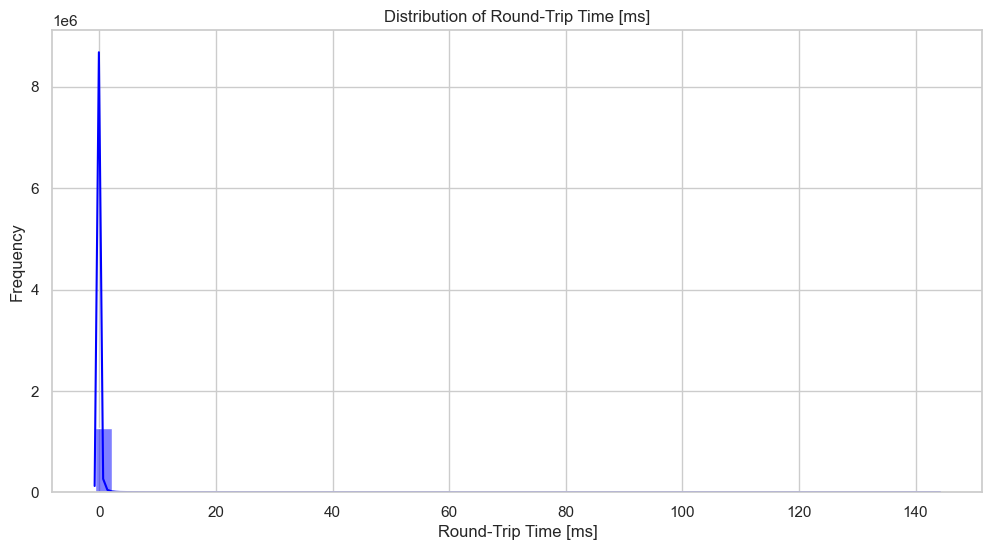 Distribution of Round-Trip Time [ms]
1e6
8
6
4
2
0
Frequency
0 20 40 60 80 100 120 140
Round-Trip Time [ms]